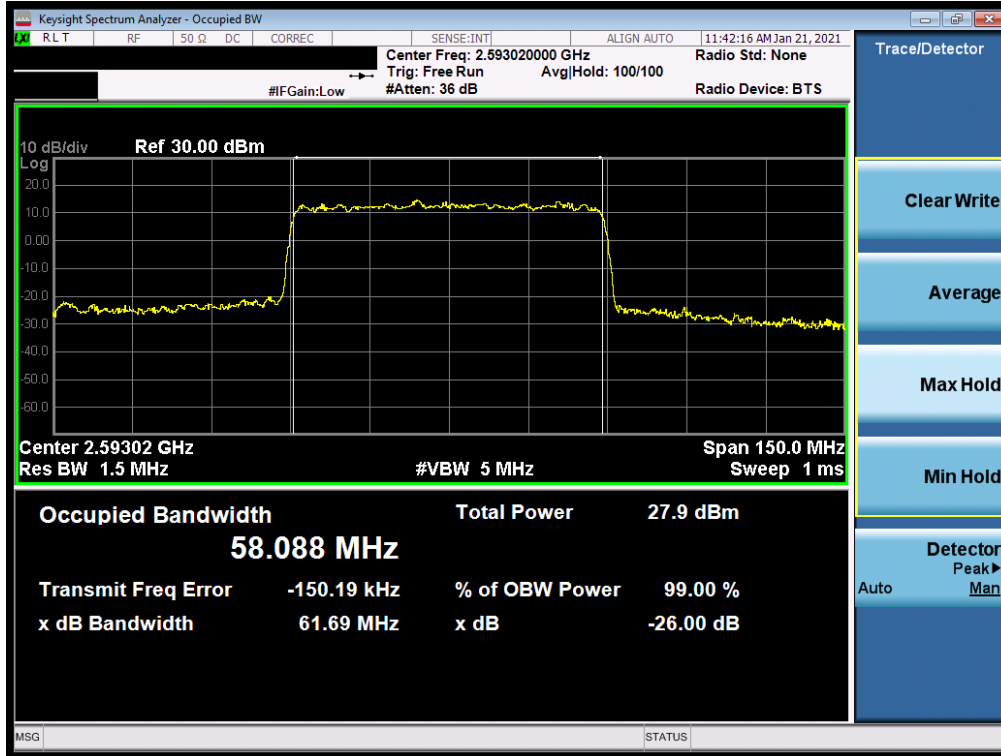 Keysight Spectrum Analyzer - Occupied BW
LXI RLT RF 50 Ω DC CORREC SENSE:INT ALIGN AUTO 11:42:16 AM Jan 21, 2021
Center Freq: 2.593020000 GHz Radio Std: None
Trig: Free Run Avg|Hold: 100/100
#IFGain:Low #Atten: 36 dB Radio Device: BTS
10 dB/div Ref 30.00 dBm
Log
20.0
10.0
0.00
-10.0
-20.0
-30.0
-40.0
-50.0
-60.0
Center 2.59302 GHz Span 150.0 MHz
Res BW 1.5 MHz #VBW 5 MHz Sweep 1 ms
Occupied Bandwidth Total Power 27.9 dBm
58.088 MHz
Transmit Freq Error -150.19 kHz % of OBW Power 99.00 %
x dB Bandwidth 61.69 MHz x dB -26.00 dB
MSG STATUS
Trace/Detector
Clear Write
Average
Max Hold
Min Hold
Detector
Peak▶
Auto Man